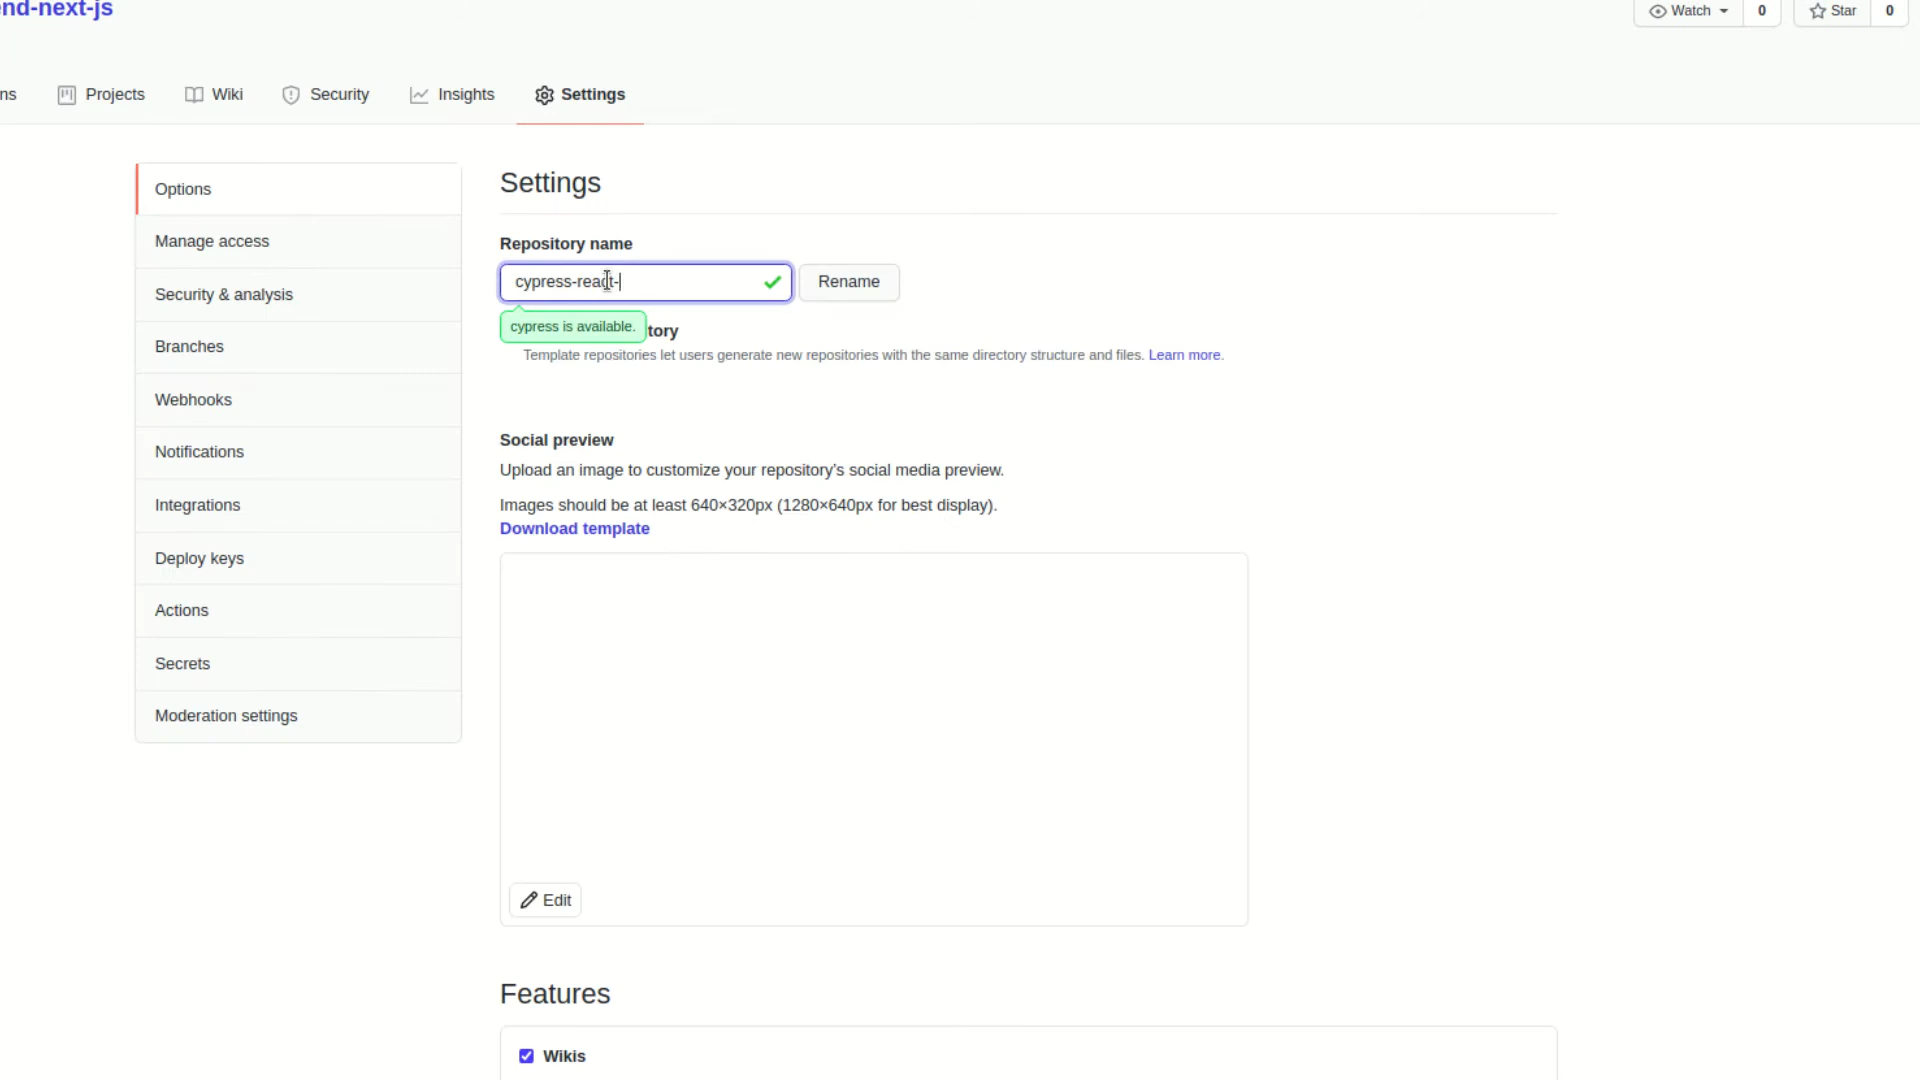 end-next-js
Watch 0 Star 0
ns Projects Wiki Security Insights Settings
Options
Manage access
Security & analysis
Branches
Webhooks
Notifications
Integrations
Deploy keys
Actions
Secrets
Moderation settings
Settings
Repository name
cypress-react-
Rename
cypress is available.
tory
Template repositories let users generate new repositories with the same directory structure and files. Learn more.
Social preview
Upload an image to customize your repository's social media preview.
Images should be at least 640×320px (1280×640px for best display).
Download template
Edit
Features
Wikis